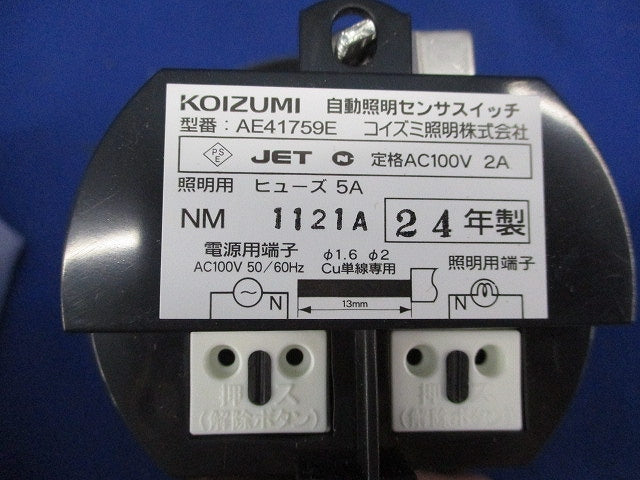 KOIZUMI 自動照明センサスイッチ
型番：AE41759E コイズミ照明株式会社
PS E JET 定格AC100V 2A
照明用 ヒューズ 5A
NM 1121A 24年製
電源用端子 φ1.6 φ2 照明用端子
AC100V 50/60Hz Cu単線専用
N 13mm N
押 ス 押 ス
(解除ボタン) (解除ボタン)